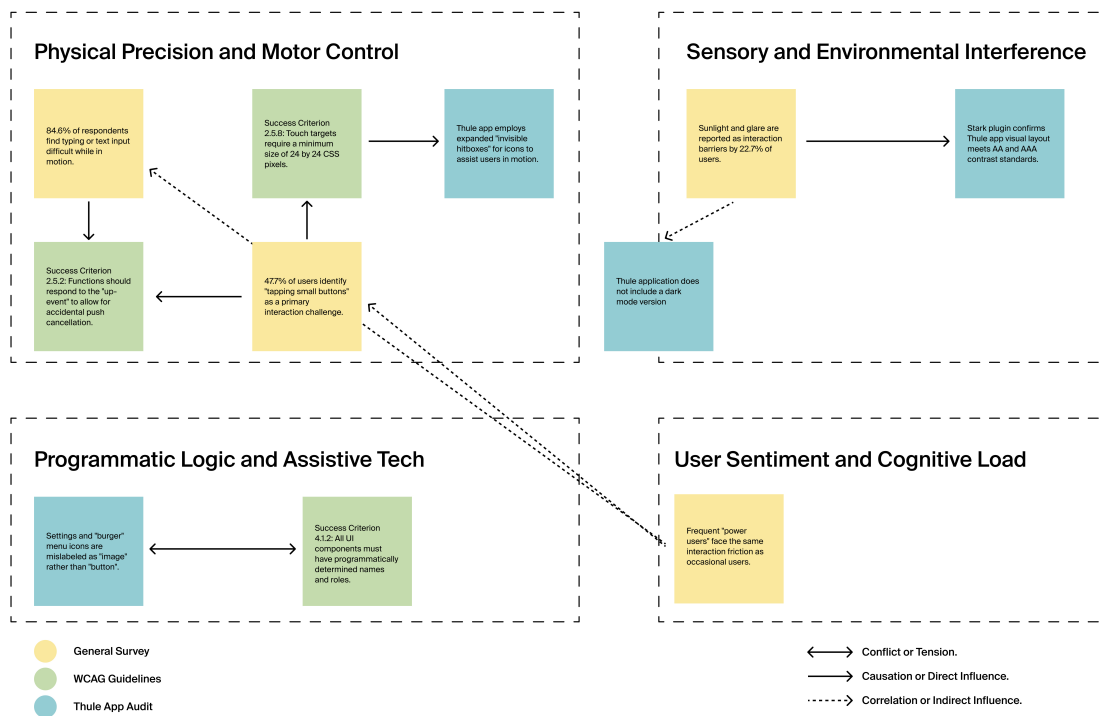 Physical Precision and Motor Control
84.6% of respondents
find typing or text input
difficult while in
motion.
Success Criterion
2.5.8: Touch targets
require a minimum
size of 24 by 24 CSS
pixels.
Thule app employs
expanded "invisible
hitboxes" for icons to
assist users in motion.
Success Criterion
2.5.2: Functions should
respond to the "up-
event" to allow for
accidental push
cancellation.
47.7% of users identify
"tapping small buttons"
as a primary
interaction challenge.
Sensory and Environmental Interference
Sunlight and glare are
reported as interaction
barriers by 22.7% of
users.
Stark plugin confirms
Thule app visual layout
meets AA and AAA
contrast standards.
Thule application does
not include a dark
mode version
Programmatic Logic and Assistive Tech
Settings and "burger"
menu icons are
mislabeled as "image"
rather than "button".
Success Criterion
4.1.2: All UI
components must
have programmatically
determined names
and roles.
User Sentiment and Cognitive Load
Frequent "power
users" face the same
interaction friction as
occasional users.
General Survey
WCAG Guidelines
Thule App Audit
Conflict or Tension.
Causation or Direct Influence.
Correlation or Indirect Influence.